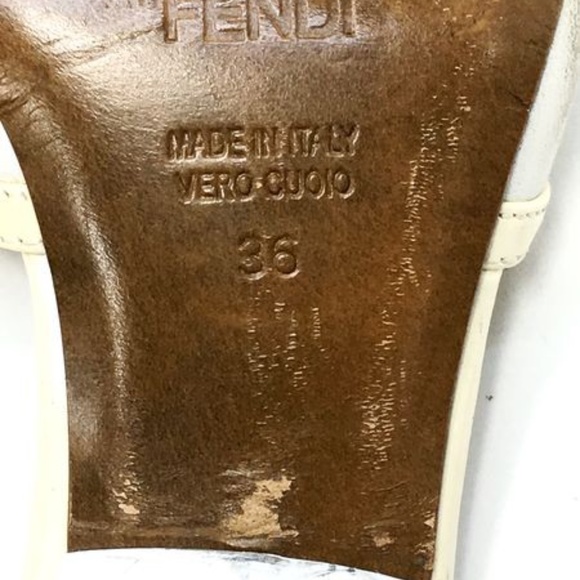 FENDI
MADE IN ITALY
VERO-CUOIO
36